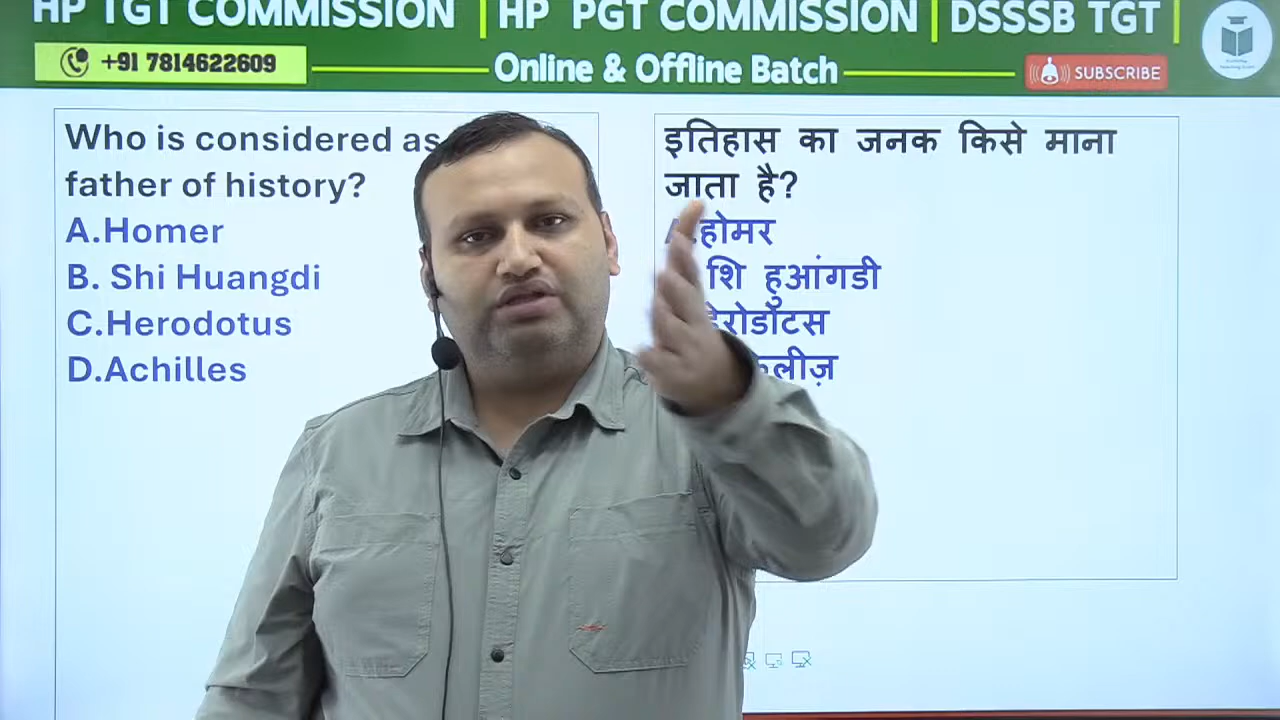 HP TGT COMMISSION | HP PGT COMMISSION | DSSSB TGT |
+91 7814622609
Online & Offline Batch
SUBSCRIBE
Who is considered as
father of history?
A.Homer
B. Shi Huangdi
C.Herodotus
D.Achilles
इतिहास का जनक किसे माना
जाता है?
होमर
शि हुआंगडी